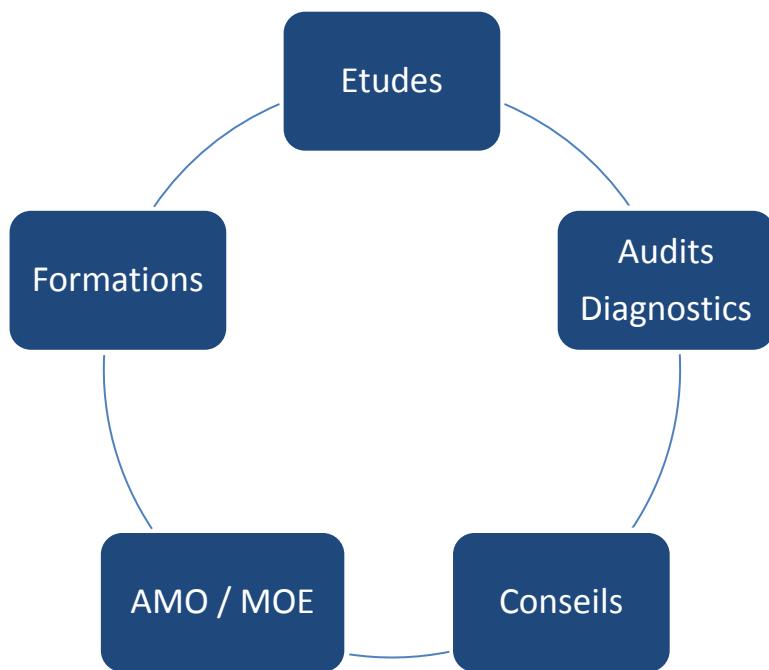 Etudes
Audits
Diagnostics
Conseils
AMO / MOE
Formations